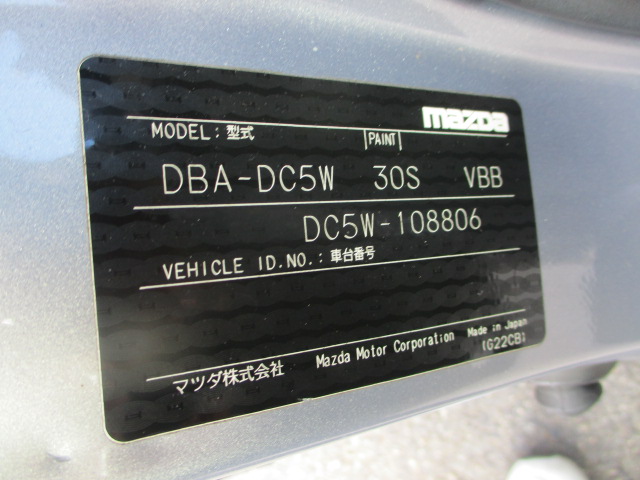 mazda
MODEL: 型式 PAINT
DBA-DC5W 30S VBB
DC5W-108806
VEHICLE ID.NO.: 車台番号
マツダ株式会社 Mazda Motor Corporation Made in Japan
(G22CB)